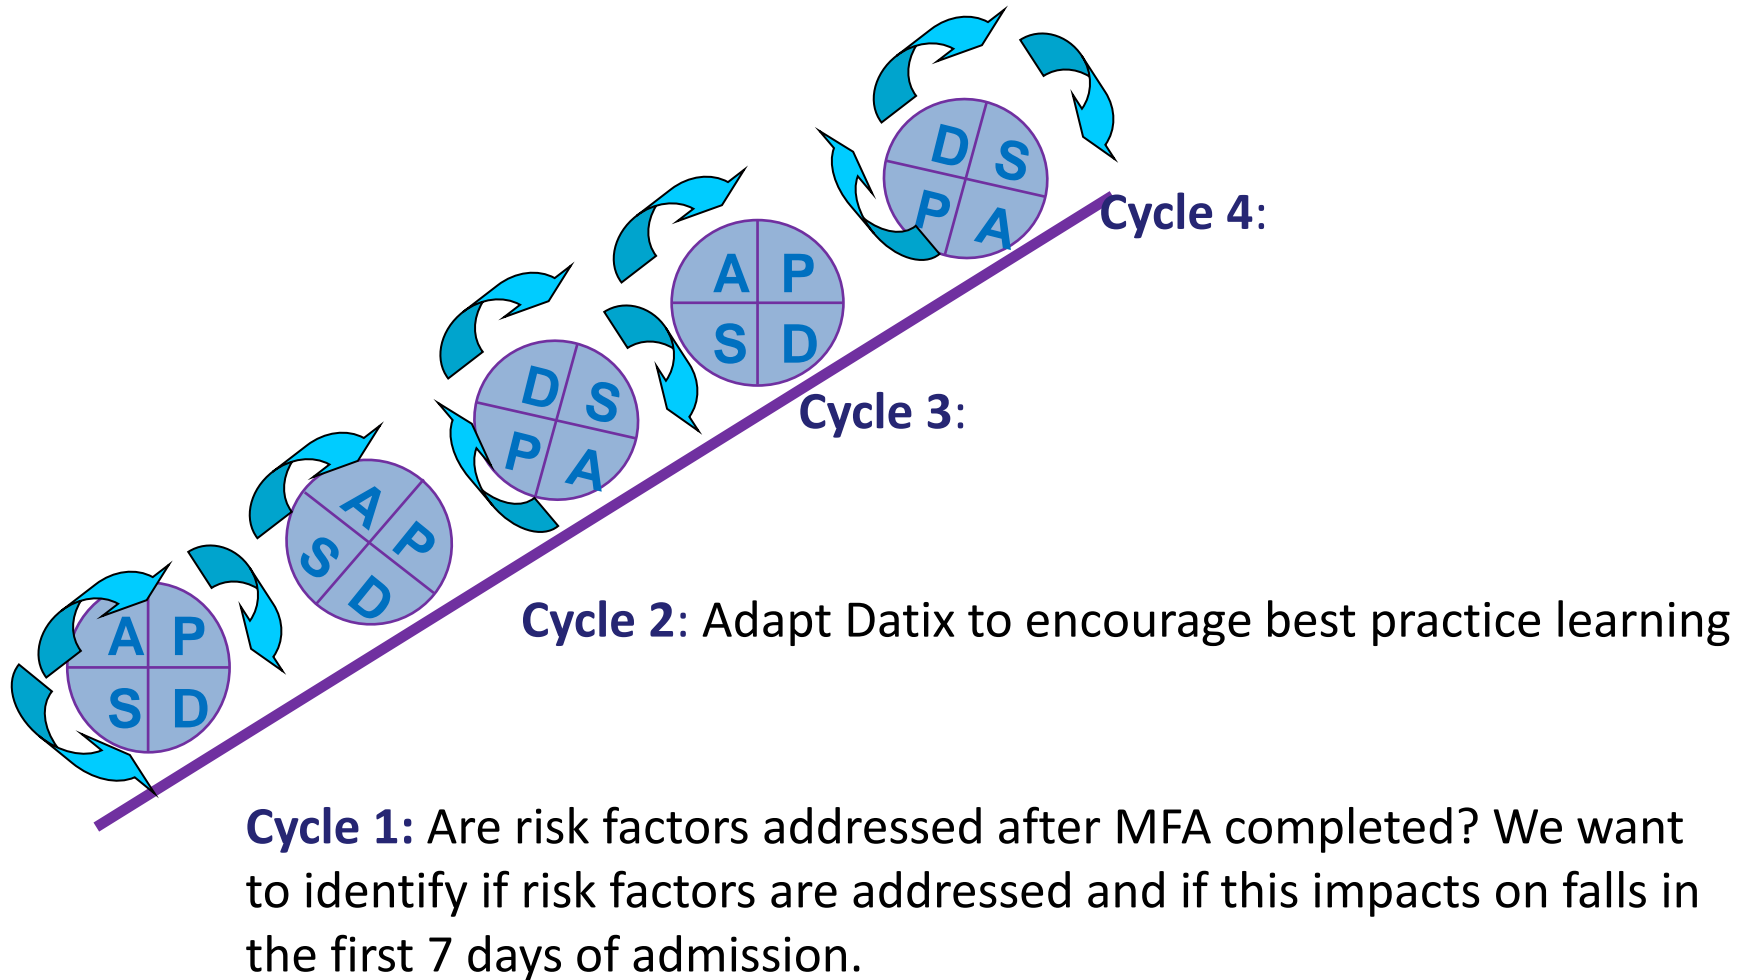 D S
P A
Cycle 4:
A P
S D
Cycle 3:
D S
P A
A
S P
D
Cycle 2: Adapt Datix to encourage best practice learning
A P
S D
Cycle 1: Are risk factors addressed after MFA completed? We want
to identify if risk factors are addressed and if this impacts on falls in
the first 7 days of admission.